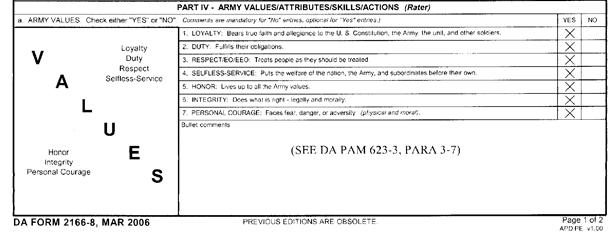 PART IV - ARMY VALUES/ATTRIBUTES/SKILLS/ACTIONS (Rater)
a. ARMY VALUES. Check either "YES" or "NO". Comments are mandatory for "No" entries, optional for "Yes" entries.) YES NO
1. LOYALTY: Bears true faith and allegiance to the U. S. Constitution, the Army, the unit, and other soldiers. X
2. DUTY: Fulfills their obligations. X
3. RESPECT/EO/EEO: Treats people as they should be treated X
4. SELFLESS-SERVICE: Puts the welfare of the nation, the Army, and subordinates before their own. X
5. HONOR: Lives up to all the Army values. X
6. INTEGRITY: Does what is right - legally and morally. X
7. PERSONAL COURAGE: Faces fear, danger, or adversity (physical and moral). X
V
A
L
U
E
S
Loyalty
Duty
Respect
Selfless-Service
Honor
Integrity
Personal Courage
Bullet comments
(SEE DA PAM 623-3, PARA 3-7)
DA FORM 2166-8, MAR 2006 PREVIOUS EDITIONS ARE OBSOLETE. Page 1 of 2
APD PE v1.00